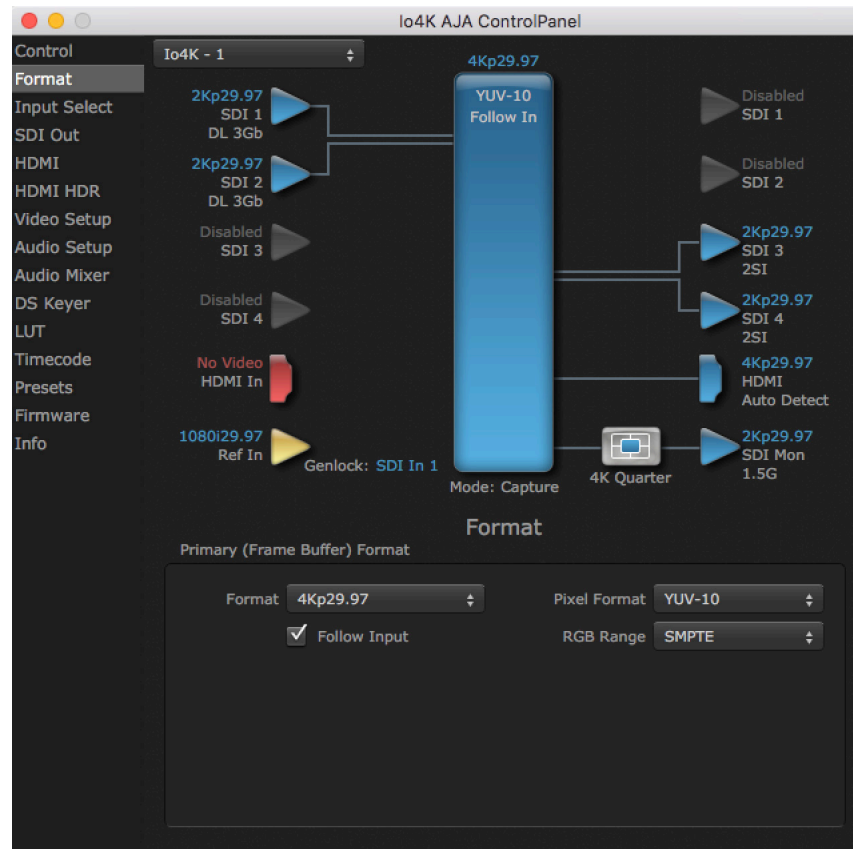 Io4K AJA ControlPanel
Control
Format
Input Select
SDI Out
HDMI
HDMI HDR
Video Setup
Audio Setup
Audio Mixer
DS Keyer
LUT
Timecode
Presets
Firmware
Info
Io4K - 1
4Kp29.97
YUV-10
Follow In
2Kp29.97
SDI 1
DL 3Gb
2Kp29.97
SDI 2
DL 3Gb
Disabled
SDI 3
Disabled
SDI 4
No Video
HDMI In
1080i29.97
Ref In
Genlock: SDI In 1
Mode: Capture
Disabled
SDI 1
Disabled
SDI 2
2Kp29.97
SDI 3
2SI
2Kp29.97
SDI 4
2SI
4Kp29.97
HDMI
Auto Detect
4K Quarter
2Kp29.97
SDI Mon
1.5G
Format
Primary (Frame Buffer) Format
Format 4Kp29.97
Follow Input
Pixel Format YUV-10
RGB Range SMPTE